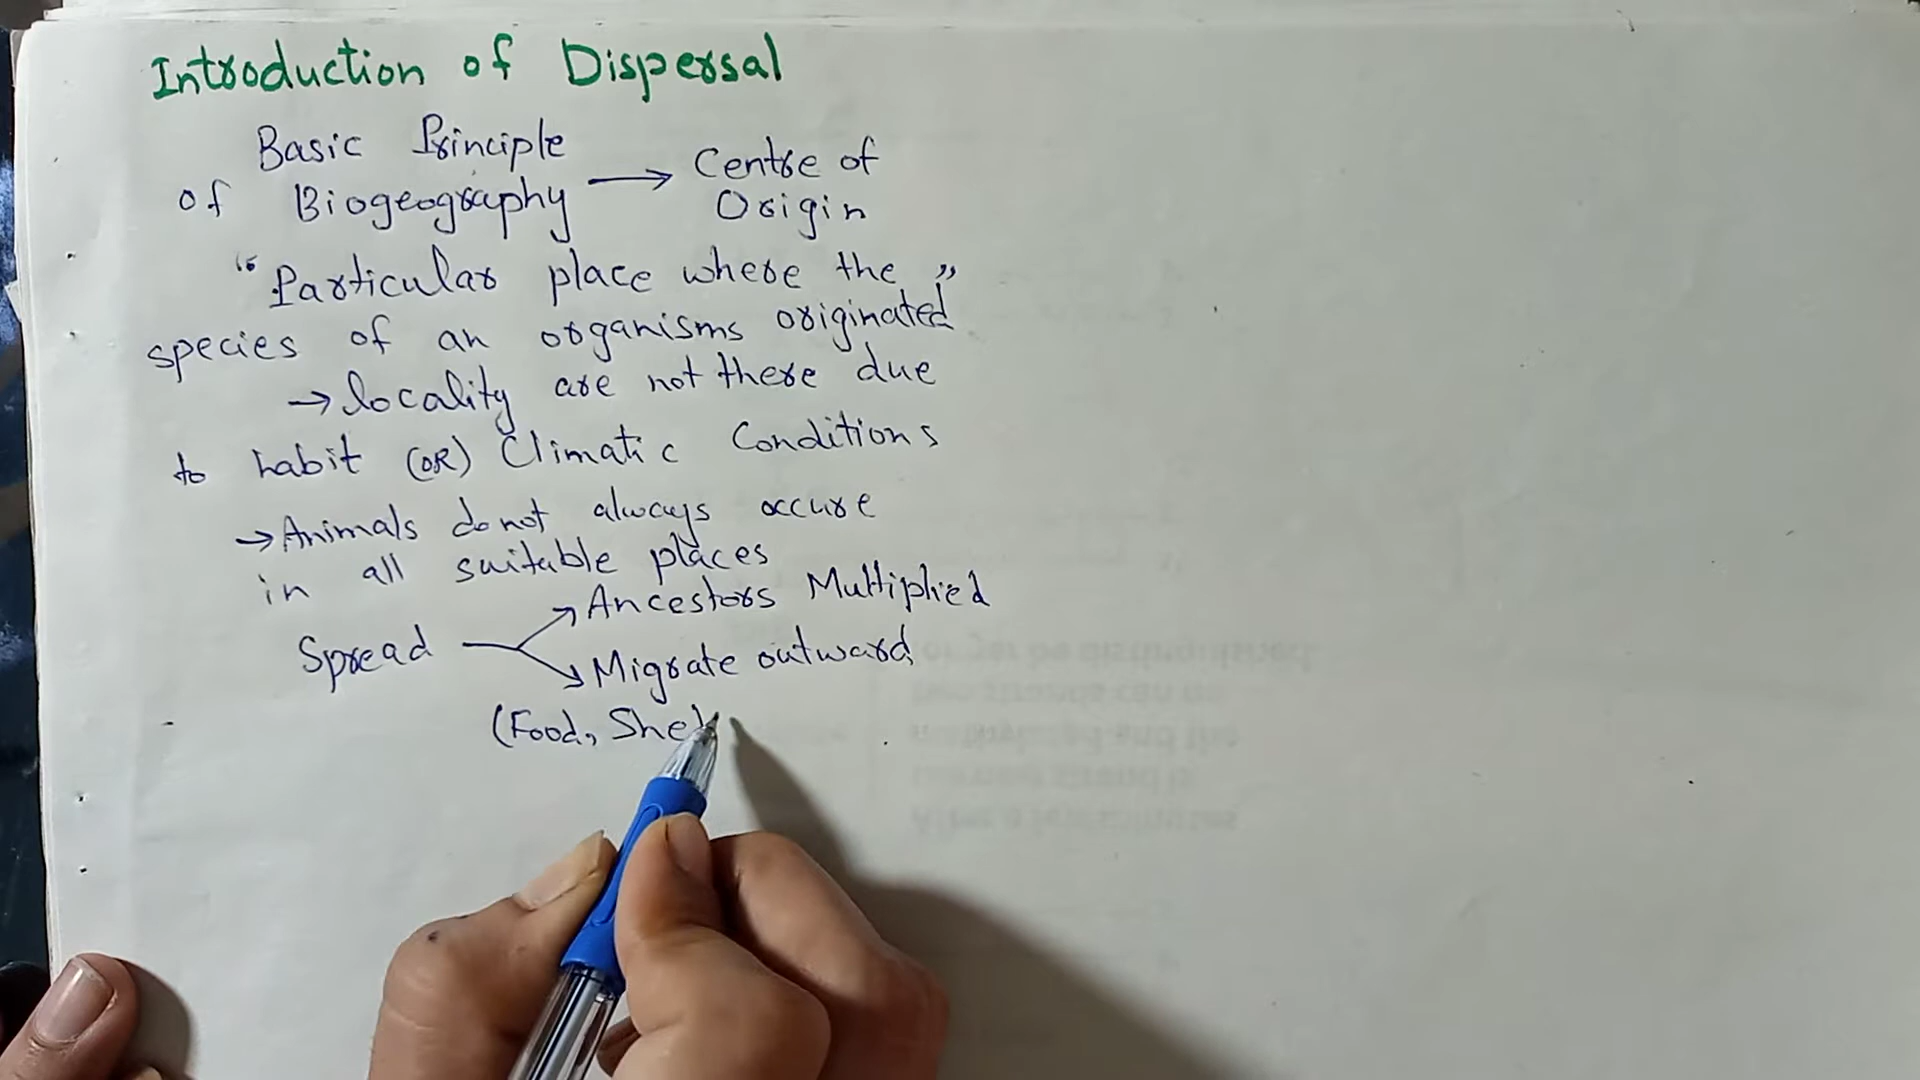 Introduction of Dispersal
Basic Principle
of Biogeography → Centre of
Origin
"Particular place where the "
species of an organisms originated
→ locality are not there due
to habit (OR) Climatic Conditions
→ Animals do not always occure
in all suitable places
Spread → Ancestors Multiplied
→ Migrate outward
(Food, Shel